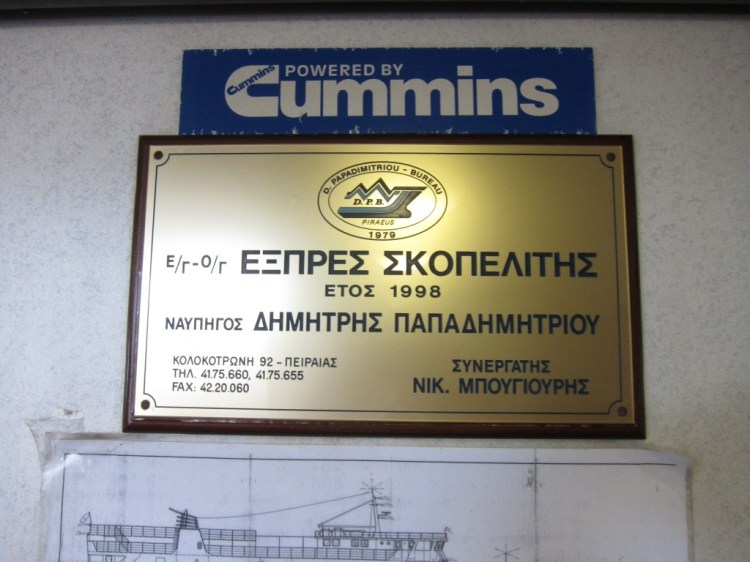 POWERED BY
Cummins
Cummins
D. PAPADIMITRIOU - BUREAU
D.P.B.
PIRAEUS
1979
Ε/Γ-Ο/Γ ΕΞΠΡΕΣ ΣΚΟΠΕΛΙΤΗΣ
ΕΤΟΣ 1998
ΝΑΥΠΗΓΟΣ ΔΗΜΗΤΡΗΣ ΠΑΠΑΔΗΜΗΤΡΙΟΥ
ΚΟΛΟΚΟΤΡΩΝΗ 92 - ΠΕΙΡΑΙΑΣ
ΤΗΛ. 41.75.660, 41.75.655
FAX: 42.20.060
ΣΥΝΕΡΓΑΤΗΣ
ΝΙΚ. ΜΠΟΥΓΙΟΥΡΗΣ